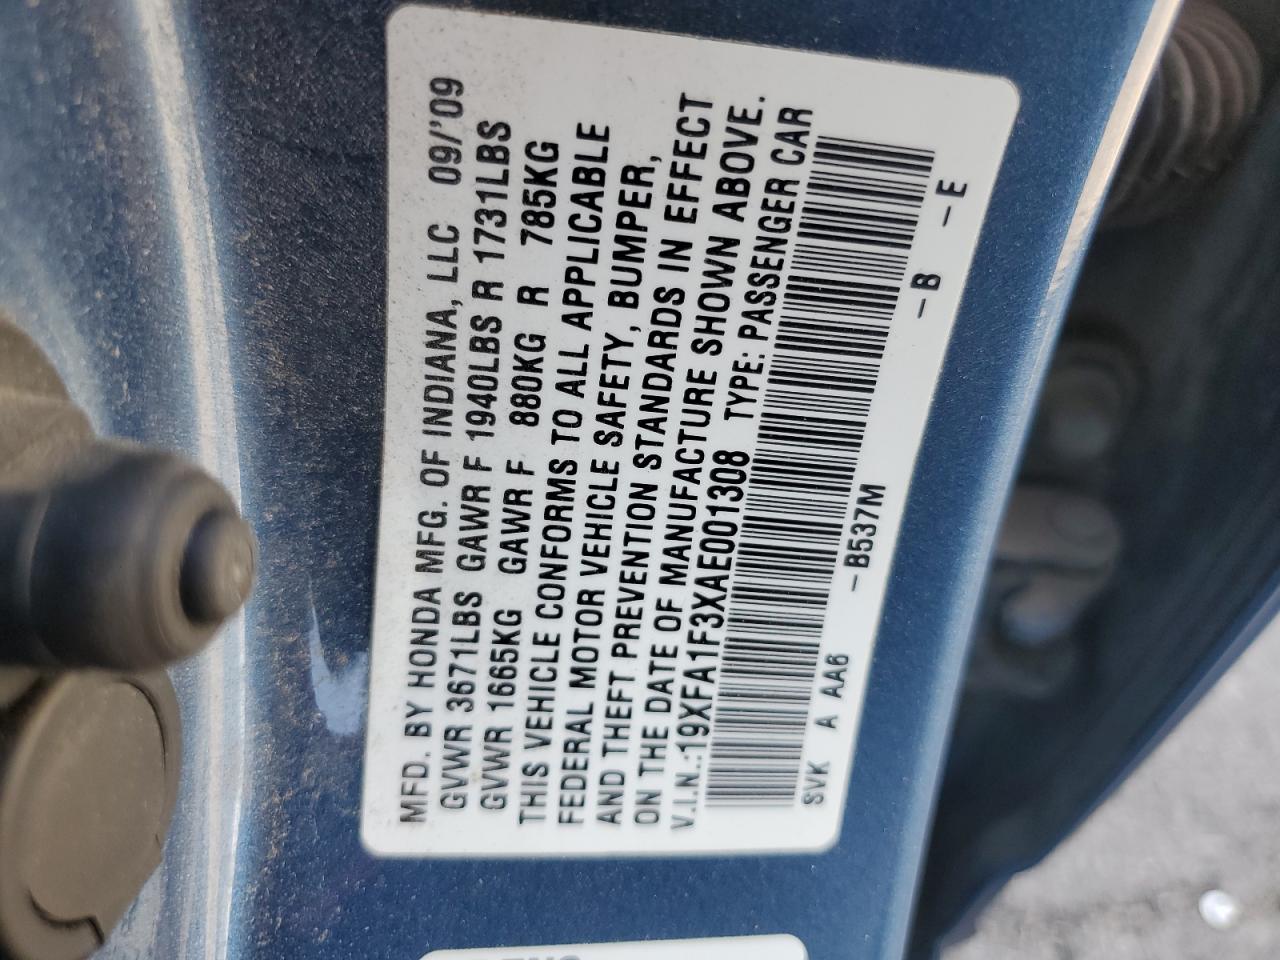 MFD. BY HONDA MFG. OF INDIANA, LLC 09/'09
GVWR 3671LBS GAWR F 1940LBS R 1731LBS
GVWR 1665KG GAWR F 880KG R 785KG
THIS VEHICLE CONFORMS TO ALL APPLICABLE
FEDERAL MOTOR VEHICLE SAFETY, BUMPER,
AND THEFT PREVENTION STANDARDS IN EFFECT
ON THE DATE OF MANUFACTURE SHOWN ABOVE.
V.I.N.:19XFA1F3XAE001308 TYPE: PASSENGER CAR
SVK A AA6 -B537M -B -E